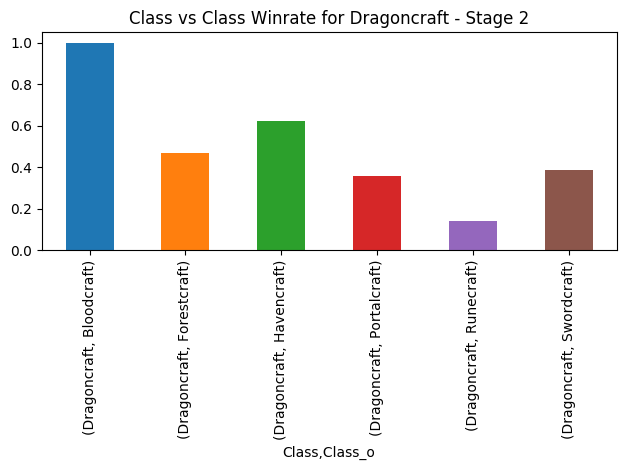 Class vs Class Winrate for Dragoncraft - Stage 2
1.0
0.8
0.6
0.4
0.2
0.0
(Dragoncraft, Bloodcraft)
(Dragoncraft, Forestcraft)
(Dragoncraft, Havencraft)
(Dragoncraft, Portalcraft)
(Dragoncraft, Runecraft)
(Dragoncraft, Swordcraft)
Class,Class_o